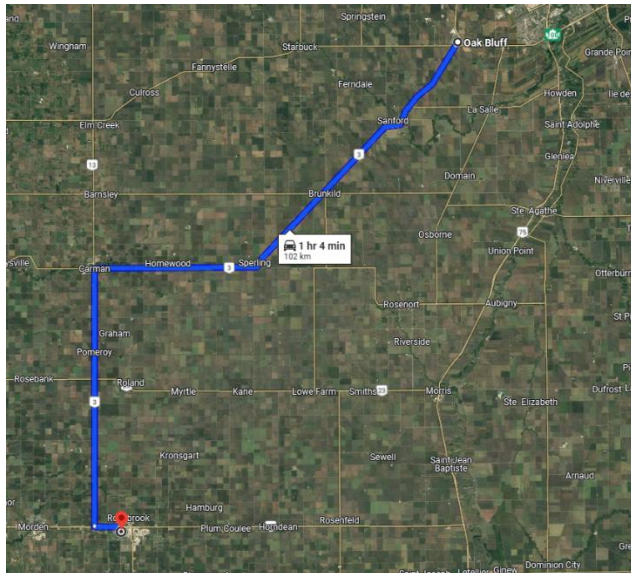 Springstein
Oak Bluff
Wingham
Starbuck
Grande Pointe
Fannystelle
Culross
Ferndale
Howden
Ile de
La Salle
Sanford
Elm Creek
Saint Adolphe
3
Glenlea
13
Domain
Niverville
Barnsley
Brunkild
Ste. Agathe
Osborne
75
1 hr 4 min
102 km
Union Point
Homewood
Sperling
ysville
Carman
3
Otterburn
Rosenort
Aubigny
Graham
St P
Riverside
Pomeroy
Rosebank
Roland
Myrtle
Kane
Lowe Farm
Smiths
23
Morris
Dufrost
3
Ste. Elizabeth
Kronsgart
Sewell
Saint Jean
Baptiste
Arnaud
Hamburg
Morden
Plum Coulee
Horndean
Rosenfeld
Dominion City
Letellier